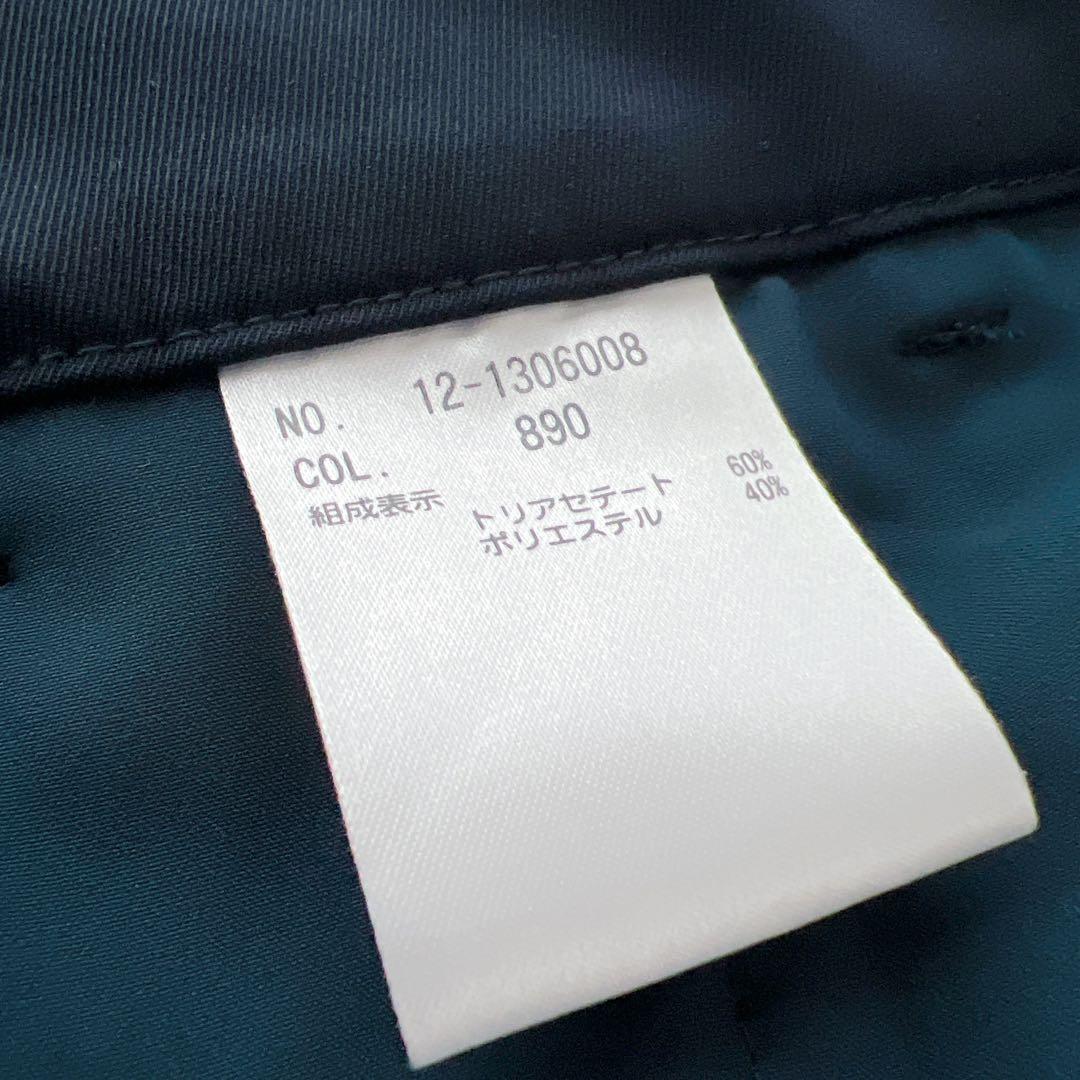 NO. 12-1306008
COL. 890
組成表示 トリアセテート 60%
ポリエステル 40%